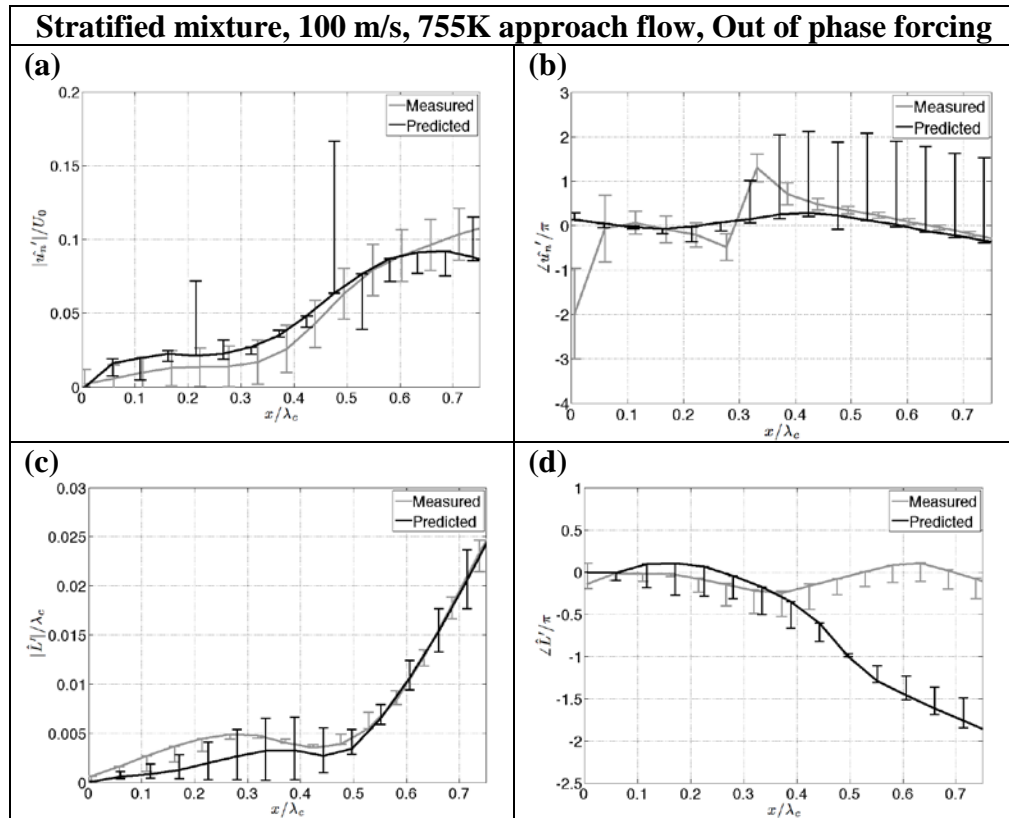 Stratified mixture, 100 m/s, 755K approach flow, Out of phase forcing
(a)
0.2
0.15
0.1
0.05
0
|û_n'|/U_0
Measured
Predicted
0 0.1 0.2 0.3 0.4 0.5 0.6 0.7
x/λ_c
(b)
3
2
1
0
-1
-2
-3
-4
∠û_n'/π
Measured
Predicted
0 0.1 0.2 0.3 0.4 0.5 0.6 0.7
x/λ_c
(c)
0.03
0.025
0.02
0.015
0.01
0.005
0
|L̂'|/λ_c
Measured
Predicted
0 0.1 0.2 0.3 0.4 0.5 0.6 0.7
x/λ_c
(d)
1
0.5
0
-0.5
-1
-1.5
-2
-2.5
∠L̂'/π
Measured
Predicted
0 0.1 0.2 0.3 0.4 0.5 0.6 0.7
x/λ_c